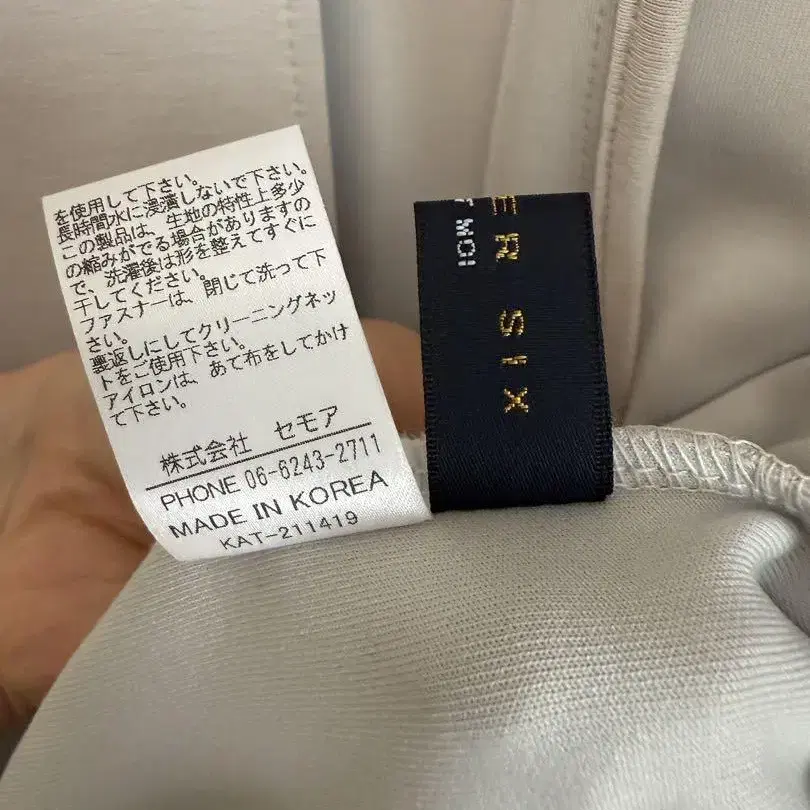 を使用して下さい。
長時間水に浸漬しないで下さい。
この製品は、生地の特性上多少
の縮みがでる場合がありますの
で、洗濯後は形を整えてすぐに
干してください。
ファスナーは、閉じて洗って下
さい。
裏返しにしてクリーニングネッ
トをご使用下さい。
アイロンは、あて布をしてかけ
て下さい。
株式会社 セモア
PHONE 06-6243-2711
MADE IN KOREA
KAT-211419
ER SIX
T MOI